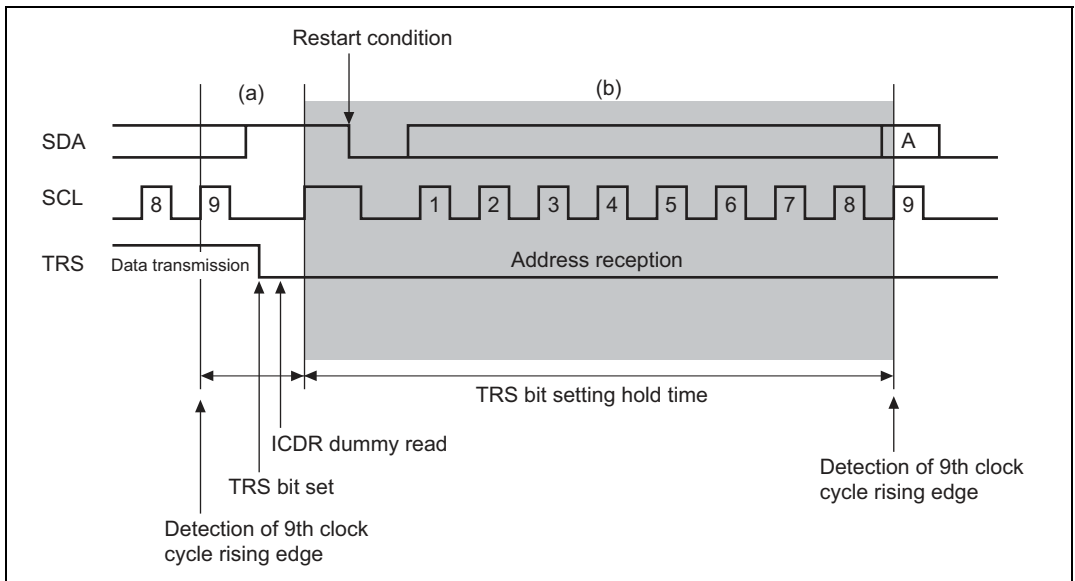 Restart condition
(a)
(b)
SDA
A
SCL
8
9
1
2
3
4
5
6
7
8
9
TRS
Data transmission
Address reception
TRS bit setting hold time
ICDR dummy read
TRS bit set
Detection of 9th clock
cycle rising edge
Detection of 9th clock
cycle rising edge